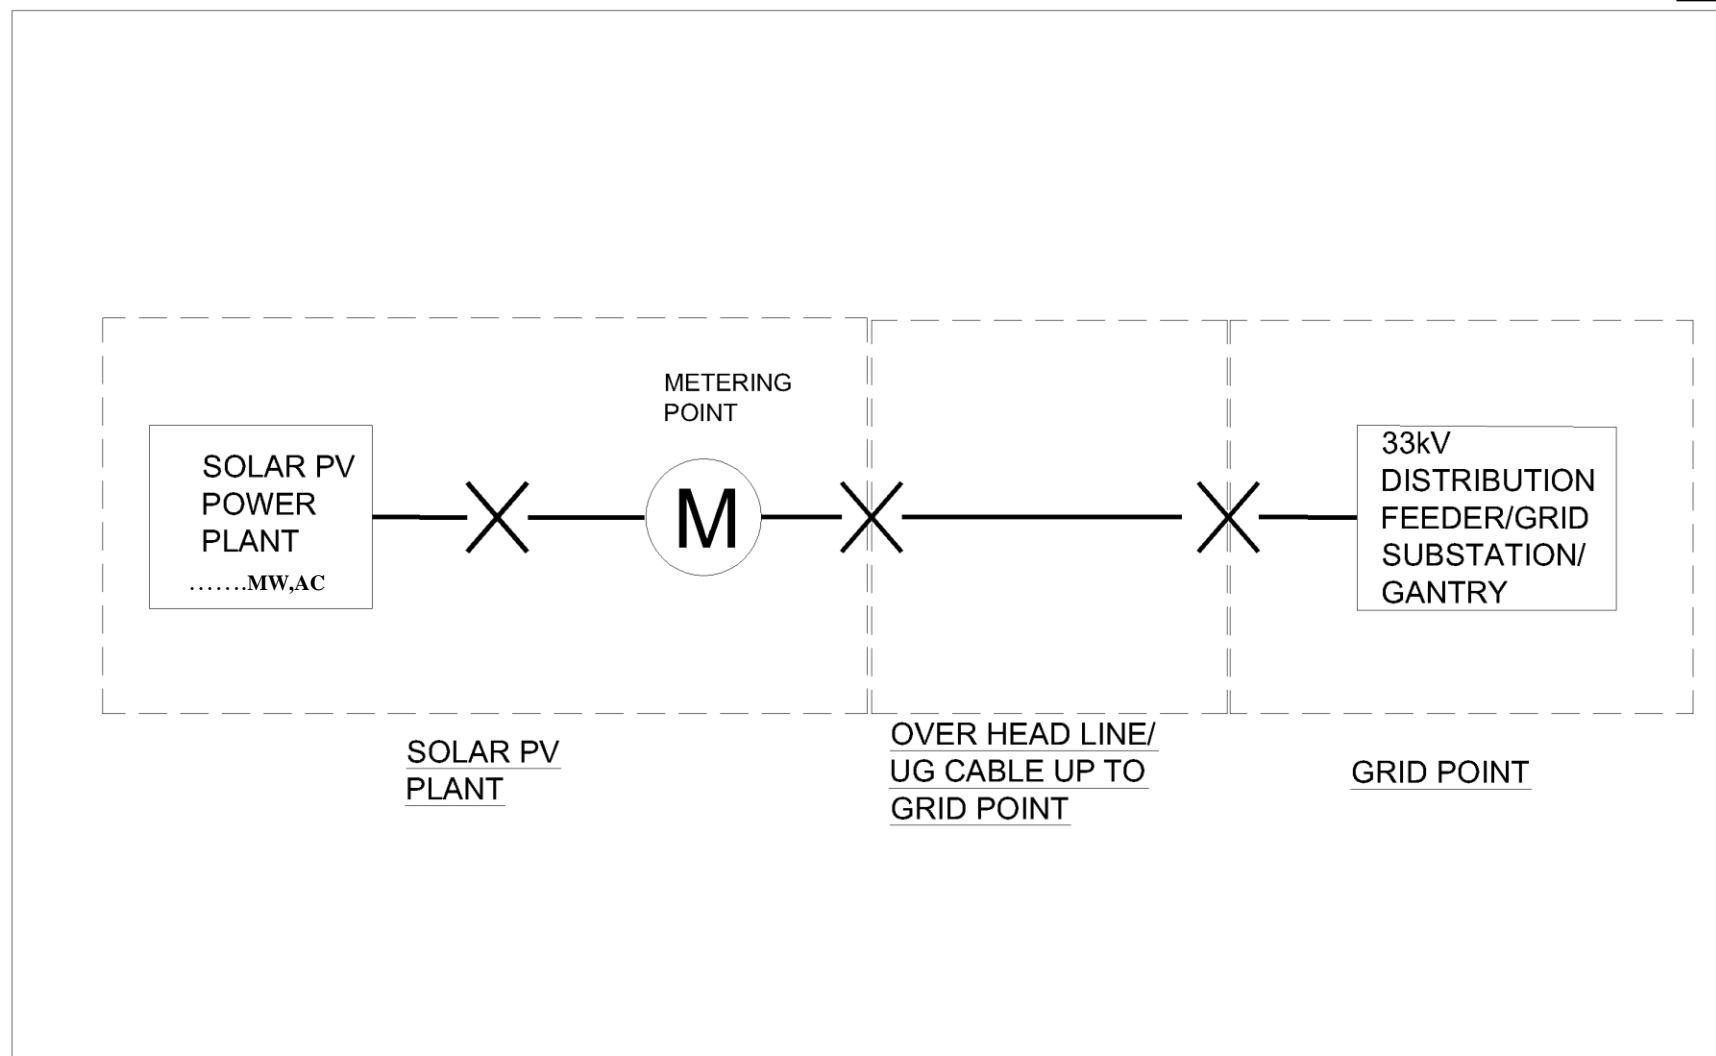 METERING
POINT
SOLAR PV
POWER
PLANT
.......MW,AC
M
33kV
DISTRIBUTION
FEEDER/GRID
SUBSTATION/
GANTRY
SOLAR PV
PLANT
OVER HEAD LINE/
UG CABLE UP TO
GRID POINT
GRID POINT